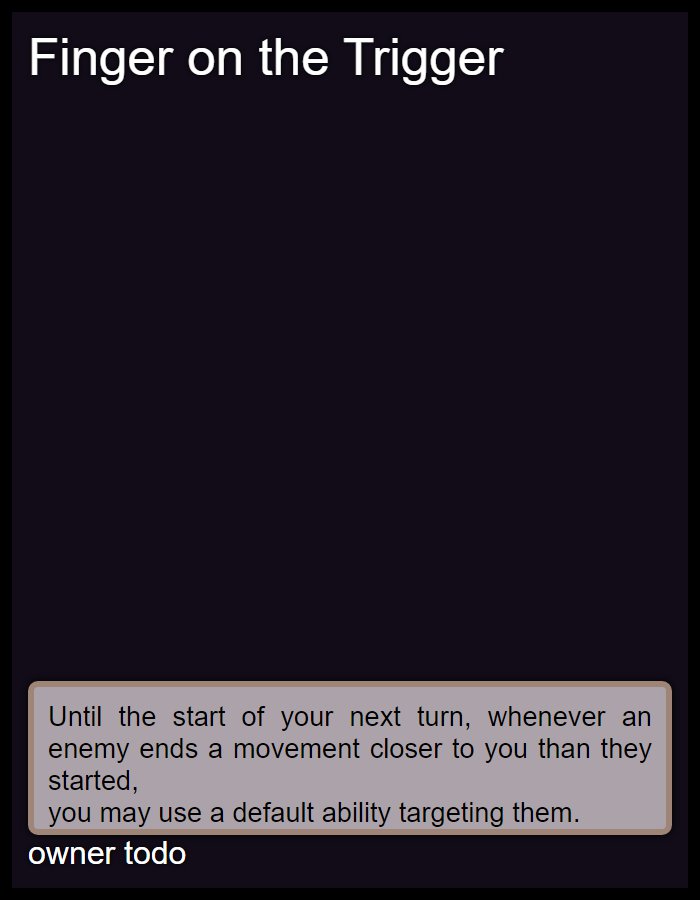 Finger on the Trigger
Until the start of your next turn, whenever an
enemy ends a movement closer to you than they
started,
you may use a default ability targeting them.
owner todo